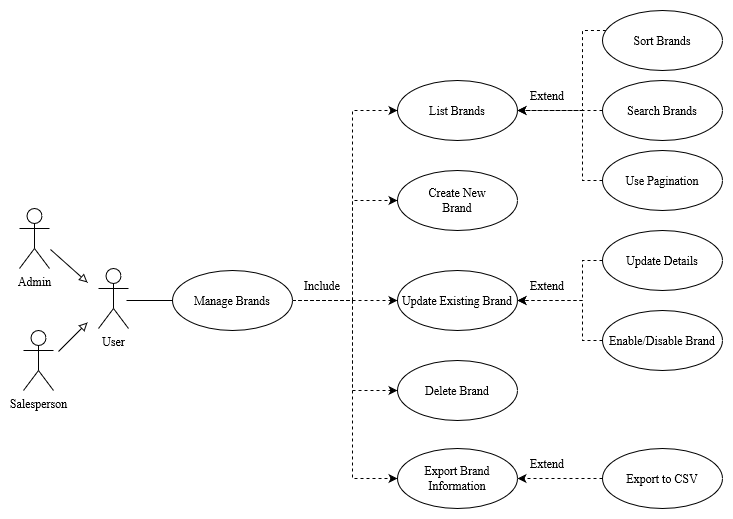 Sort Brands
Extend
List Brands
Search Brands
Use Pagination
Create New
Brand
Admin
User
Salesperson
Manage Brands
Include
Update Existing Brand
Extend
Update Details
Enable/Disable Brand
Delete Brand
Export Brand
Information
Extend
Export to CSV